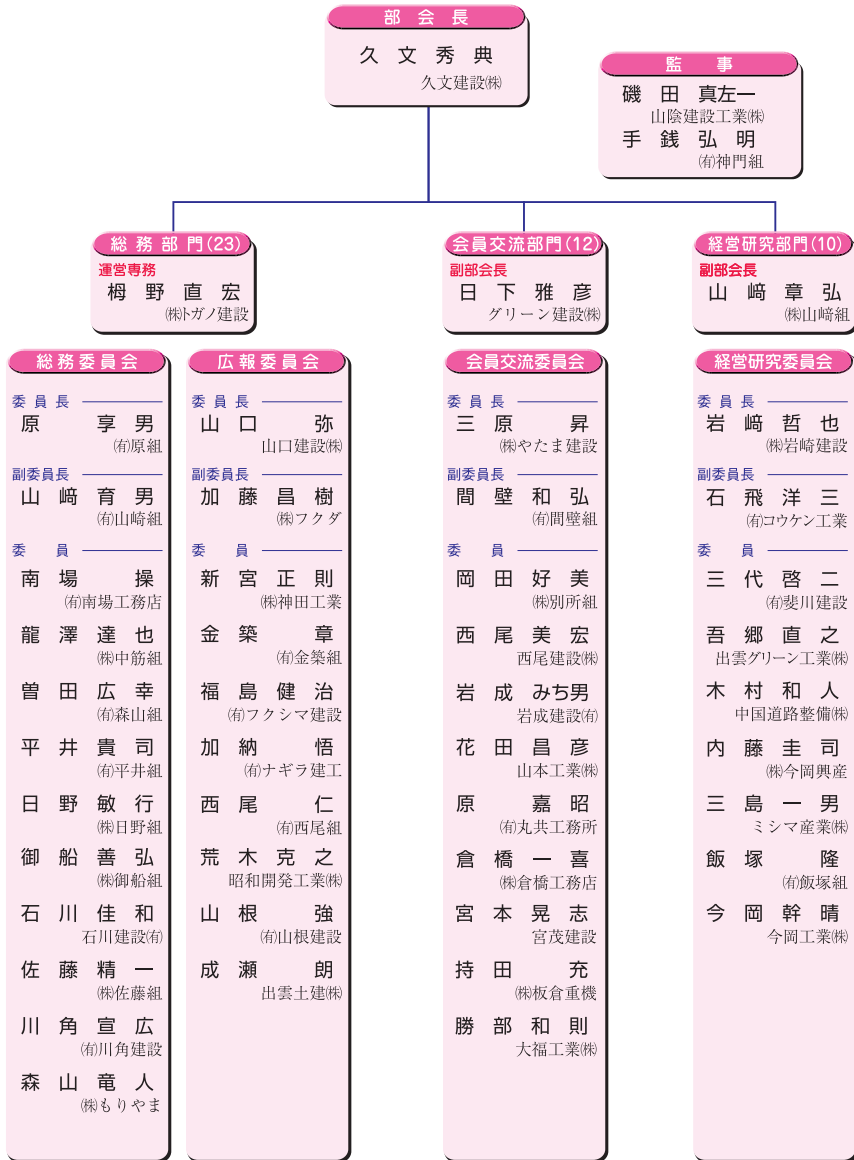 部会長
久文秀典
久文建設㈱
監事
磯田真左一
山陰建設工業㈱
手銭弘明
㈲神門組
総務部門(23)
運営専務
栂野直宏
㈱トガノ建設
会員交流部門(12)
副部会長
日下雅彦
グリーン建設㈱
経営研究部門(10)
副部会長
山﨑章弘
㈱山﨑組
総務委員会
委員長
原享男
㈲原組
副委員長
山﨑育男
㈲山崎組
委員
南場操
㈲南場工務店
龍澤達也
㈱中筋組
曽田広幸
㈲森山組
平井貴司
㈲平井組
日野敏行
㈱日野組
御船善弘
㈱御船組
石川佳和
石川建設㈲
佐藤精一
㈱佐藤組
川角宣広
㈲川角建設
森山竜人
㈱もりやま
広報委員会
委員長
山口弥
山口建設㈱
副委員長
加藤昌樹
㈱フクダ
委員
新宮正則
㈱神田工業
金築章
㈲金築組
福島健治
㈲フクシマ建設
加納悟
㈲ナギラ建工
西尾仁
㈲西尾組
荒木克之
昭和開発工業㈱
山根強
㈲山根建設
成瀬朗
出雲土建㈱
会員交流委員会
委員長
三原昇
㈱やたま建設
副委員長
間壁和弘
㈲間壁組
委員
岡田好美
㈱別所組
西尾美宏
西尾建設㈱
岩成みち男
岩成建設㈲
花田昌彦
山本工業㈱
原嘉昭
㈲丸共工務所
倉橋一喜
㈱倉橋工務店
宮本晃志
宮茂建設
持田充
㈱板倉重機
勝部和則
大福工業㈱
経営研究委員会
委員長
岩﨑哲也
㈱岩崎建設
副委員長
石飛洋三
㈲コウケン工業
委員
三代啓二
㈲斐川建設
吾郷直之
出雲グリーン工業㈱
木村和人
中国道路整備㈱
内藤圭司
㈱今岡興産
三島一男
ミシマ産業㈱
飯塚隆
㈲飯塚組
今岡幹晴
今岡工業㈱